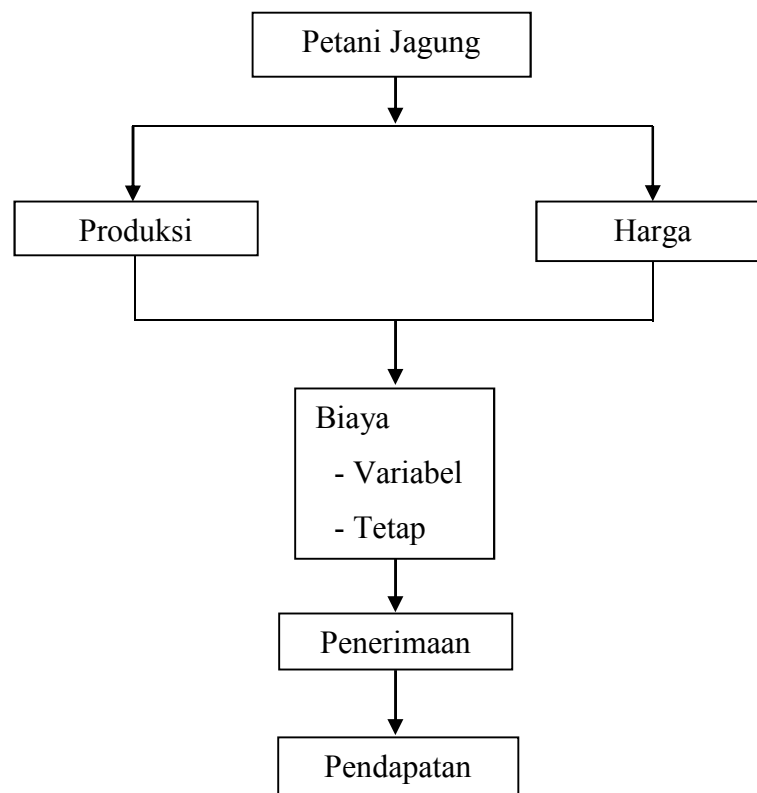 Petani Jagung
Produksi
Harga
Biaya
- Variabel
- Tetap
Penerimaan
Pendapatan